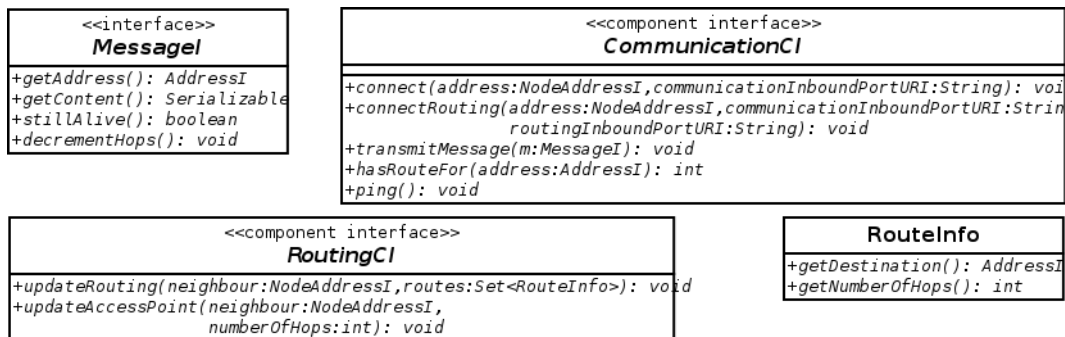 <<interface>>
MessageI
+getAddress(): AddressI
+getContent(): Serializable
+stillAlive(): boolean
+decrementHops(): void
<<component interface>>
CommunicationCI
+connect(address:NodeAddressI,communicationInboundPortURI:String): voi
+connectRouting(address:NodeAddressI,communicationInboundPortURI:Strin
routingInboundPortURI:String): void
+transmitMessage(m:MessageI): void
+hasRouteFor(address:AddressI): int
+ping(): void
<<component interface>>
RoutingCI
+updateRouting(neighbour:NodeAddressI,routes:Set<RouteInfo>): void
+updateAccessPoint(neighbour:NodeAddressI,
numberOfHops:int): void
RouteInfo
+getDestination(): AddressI
+getNumberOfHops(): int